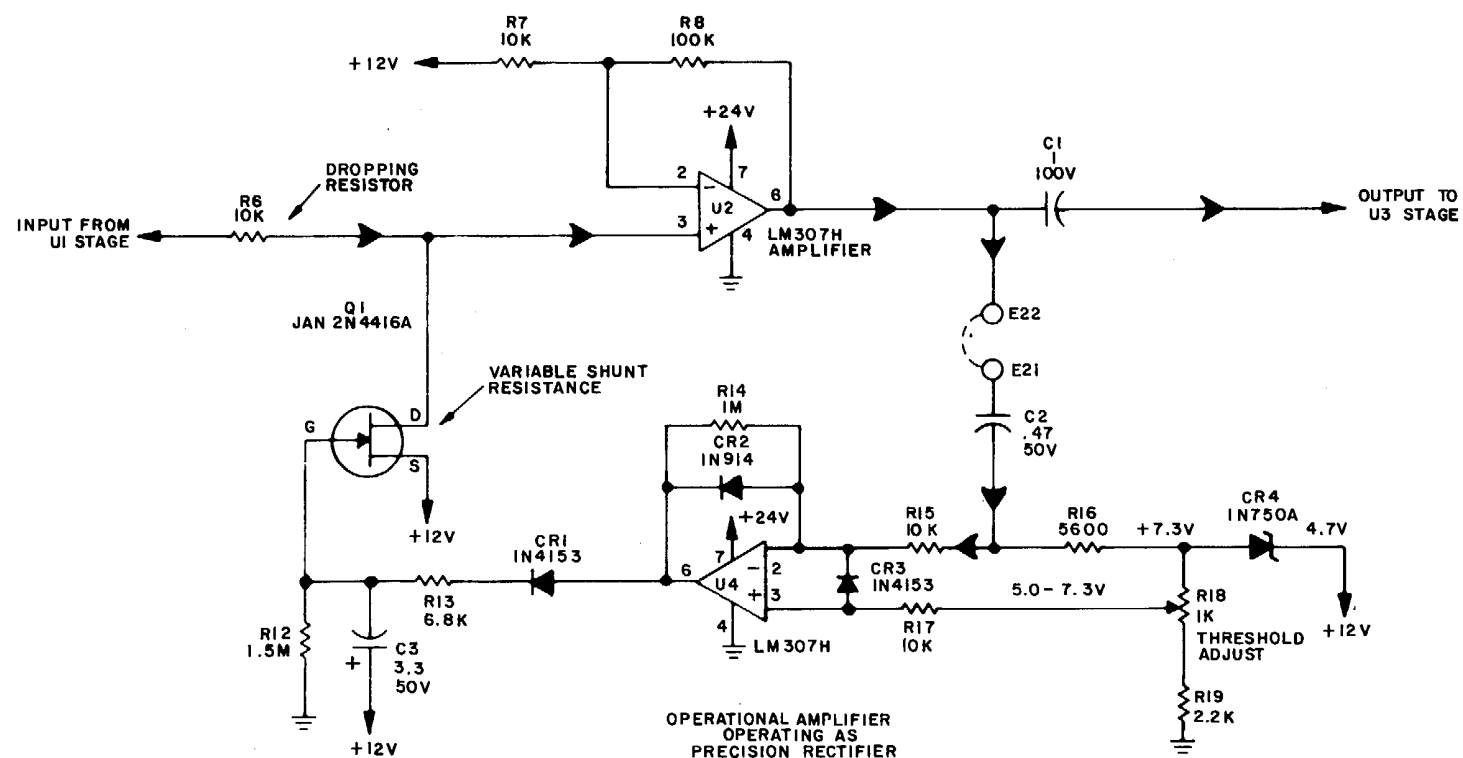 R7
10K
R8
100K
+12V
+24V
DROPPING
RESISTOR
R6
10K
INPUT FROM
U1 STAGE
2
7
-
U2
6
3
+
4
LM307H
AMPLIFIER
C1
1
100V
OUTPUT TO
U3 STAGE
Q1
JAN 2N4416A
E22
E21
VARIABLE SHUNT
RESISTANCE
G
D
S
+12V
R14
1M
CR2
1N914
C2
.47
50V
+24V
CR1
1N4153
6
7
U4
-
2
+
3
4
LM307H
R15
10K
CR3
1N4153
R16
5600
+7.3V
CR4
1N750A
4.7V
5.0-7.3V
R17
10K
R18
1K
THRESHOLD
ADJUST
+12V
R13
6.8K
R12
1.5M
C3
3.3
50V
+
+12V
R19
2.2K
OPERATIONAL AMPLIFIER
OPERATING AS
PRECISION RECTIFIER